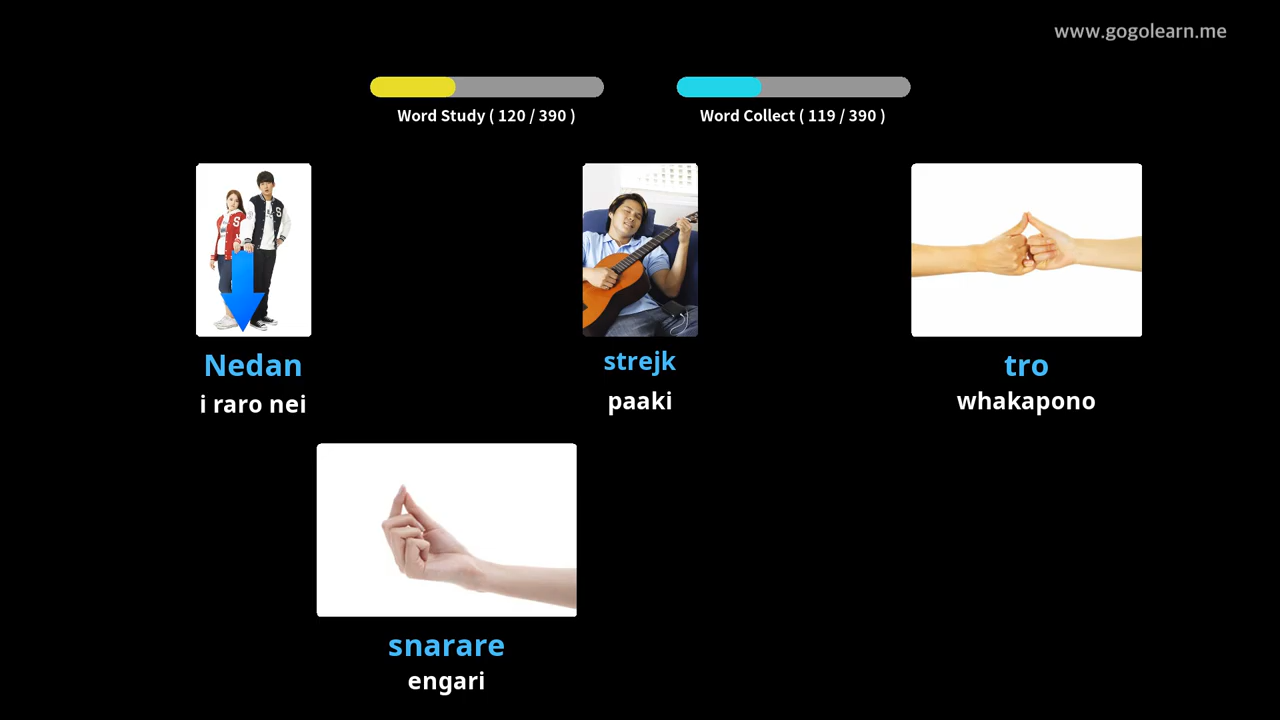 www.gogolearn.me
Word Study ( 120 / 390 )
Word Collect ( 119 / 390 )
Nedan
i raro nei
strejk
paaki
tro
whakapono
snarare
engari